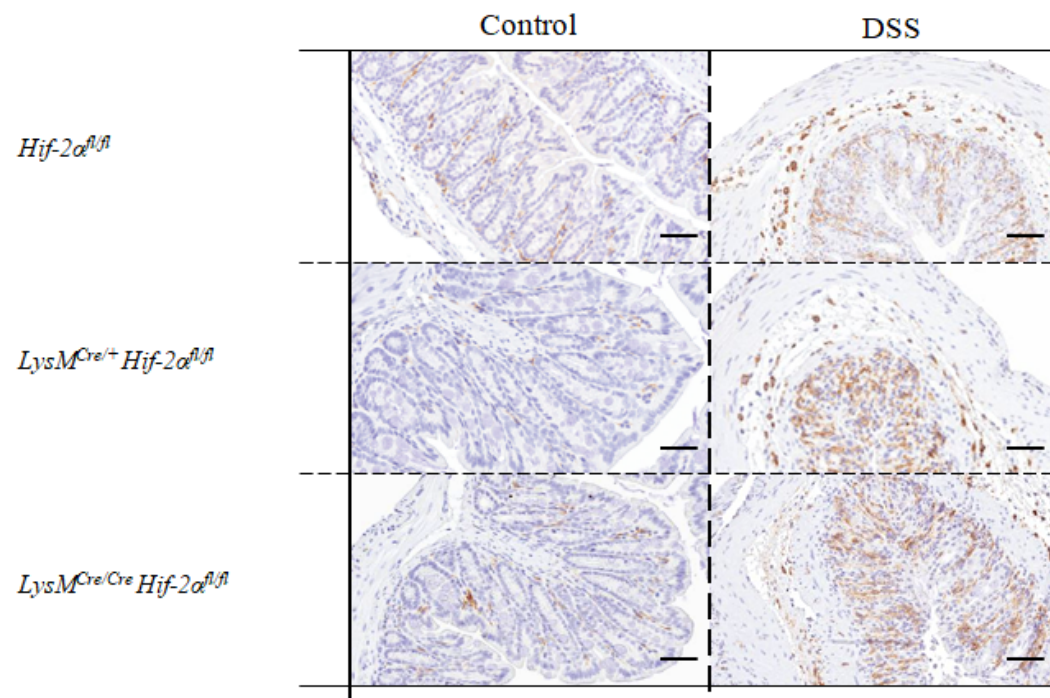 Control DSS
Hif-2α^fl/fl
LysM^Cre/+ Hif-2α^fl/fl
LysM^Cre/Cre Hif-2α^fl/fl